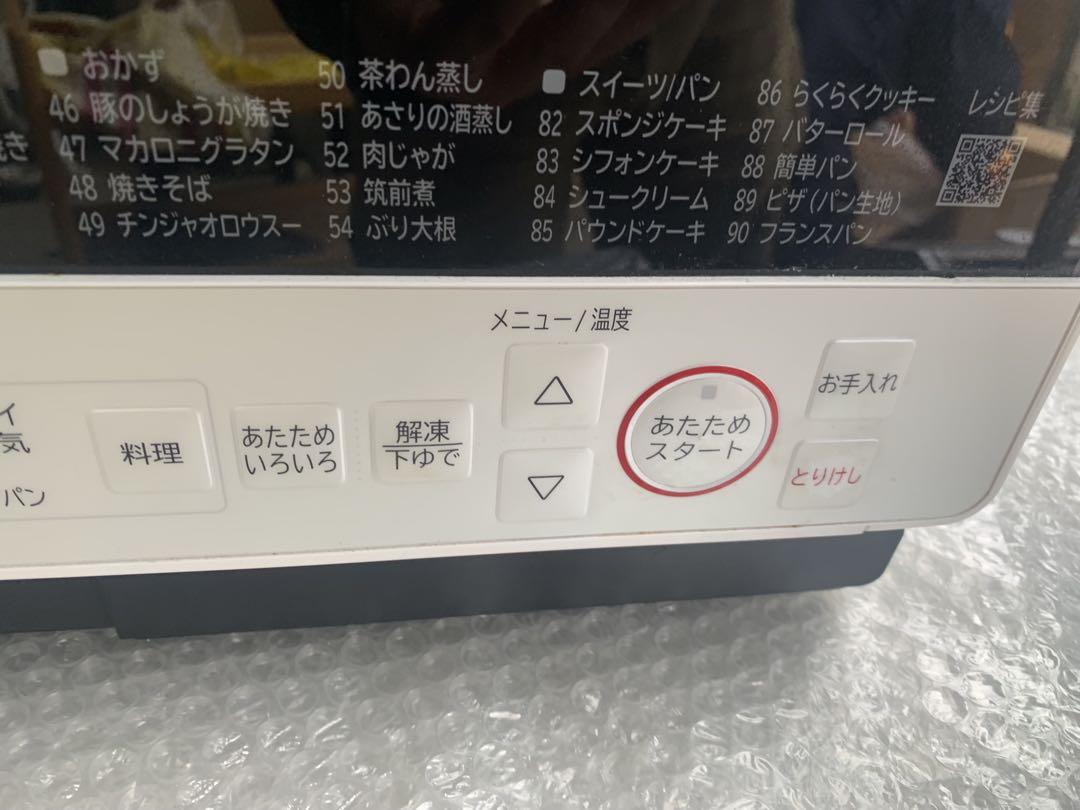 おかず
46 豚のしょうが焼き
47 マカロニグラタン
48 焼きそば
49 チンジャオロウスー
50 茶わん蒸し
51 あさりの酒蒸し
52 肉じゃが
53 筑前煮
54 ぶり大根
スイーツ/パン
82 スポンジケーキ
83 シフォンケーキ
84 シュークリーム
85 パウンドケーキ
86 らくらくクッキー
87 バターロール
88 簡単パン
89 ピザ(パン生地)
90 フランスパン
レシピ集
焼き
メニュー/温度
イ
気
パン
料理
あたため
いろいろ
解凍
下ゆで
あたため
スタート
お手入れ
とりけし